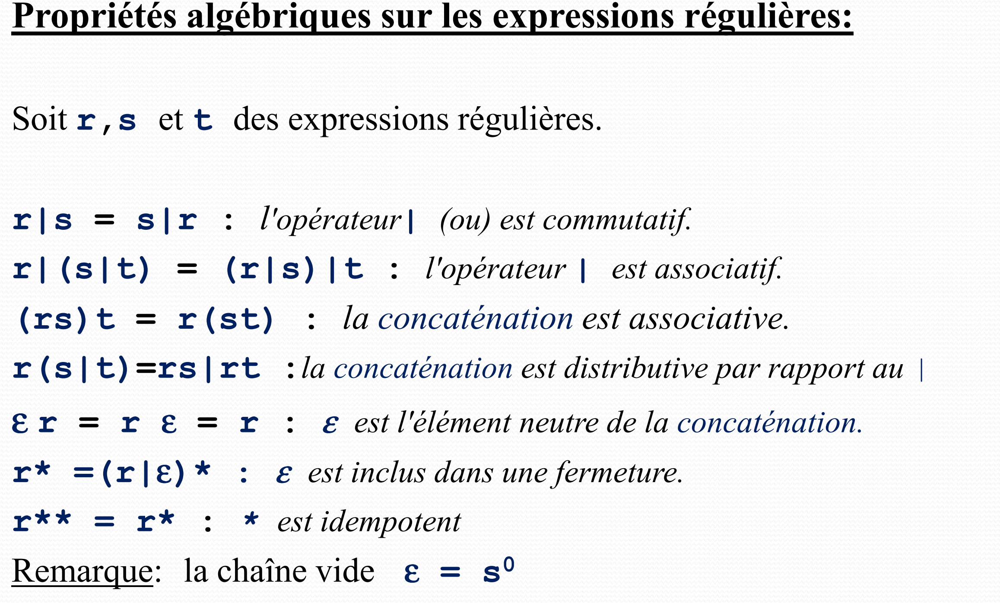 Propriétés algébriques sur les expressions régulières:
Soit r,s et t des expressions régulières.
r|s = s|r : l'opérateur| (ou) est commutatif.
r|(s|t) = (r|s)|t : l'opérateur | est associatif.
(rs)t = r(st) : la concaténation est associative.
r(s|t)=rs|rt :la concaténation est distributive par rapport au |
ε r = r ε = r : ε est l'élément neutre de la concaténation.
r* =(r|ε)* : ε est inclus dans une fermeture.
r** = r* : * est idempotent
Remarque: la chaîne vide ε = s⁰